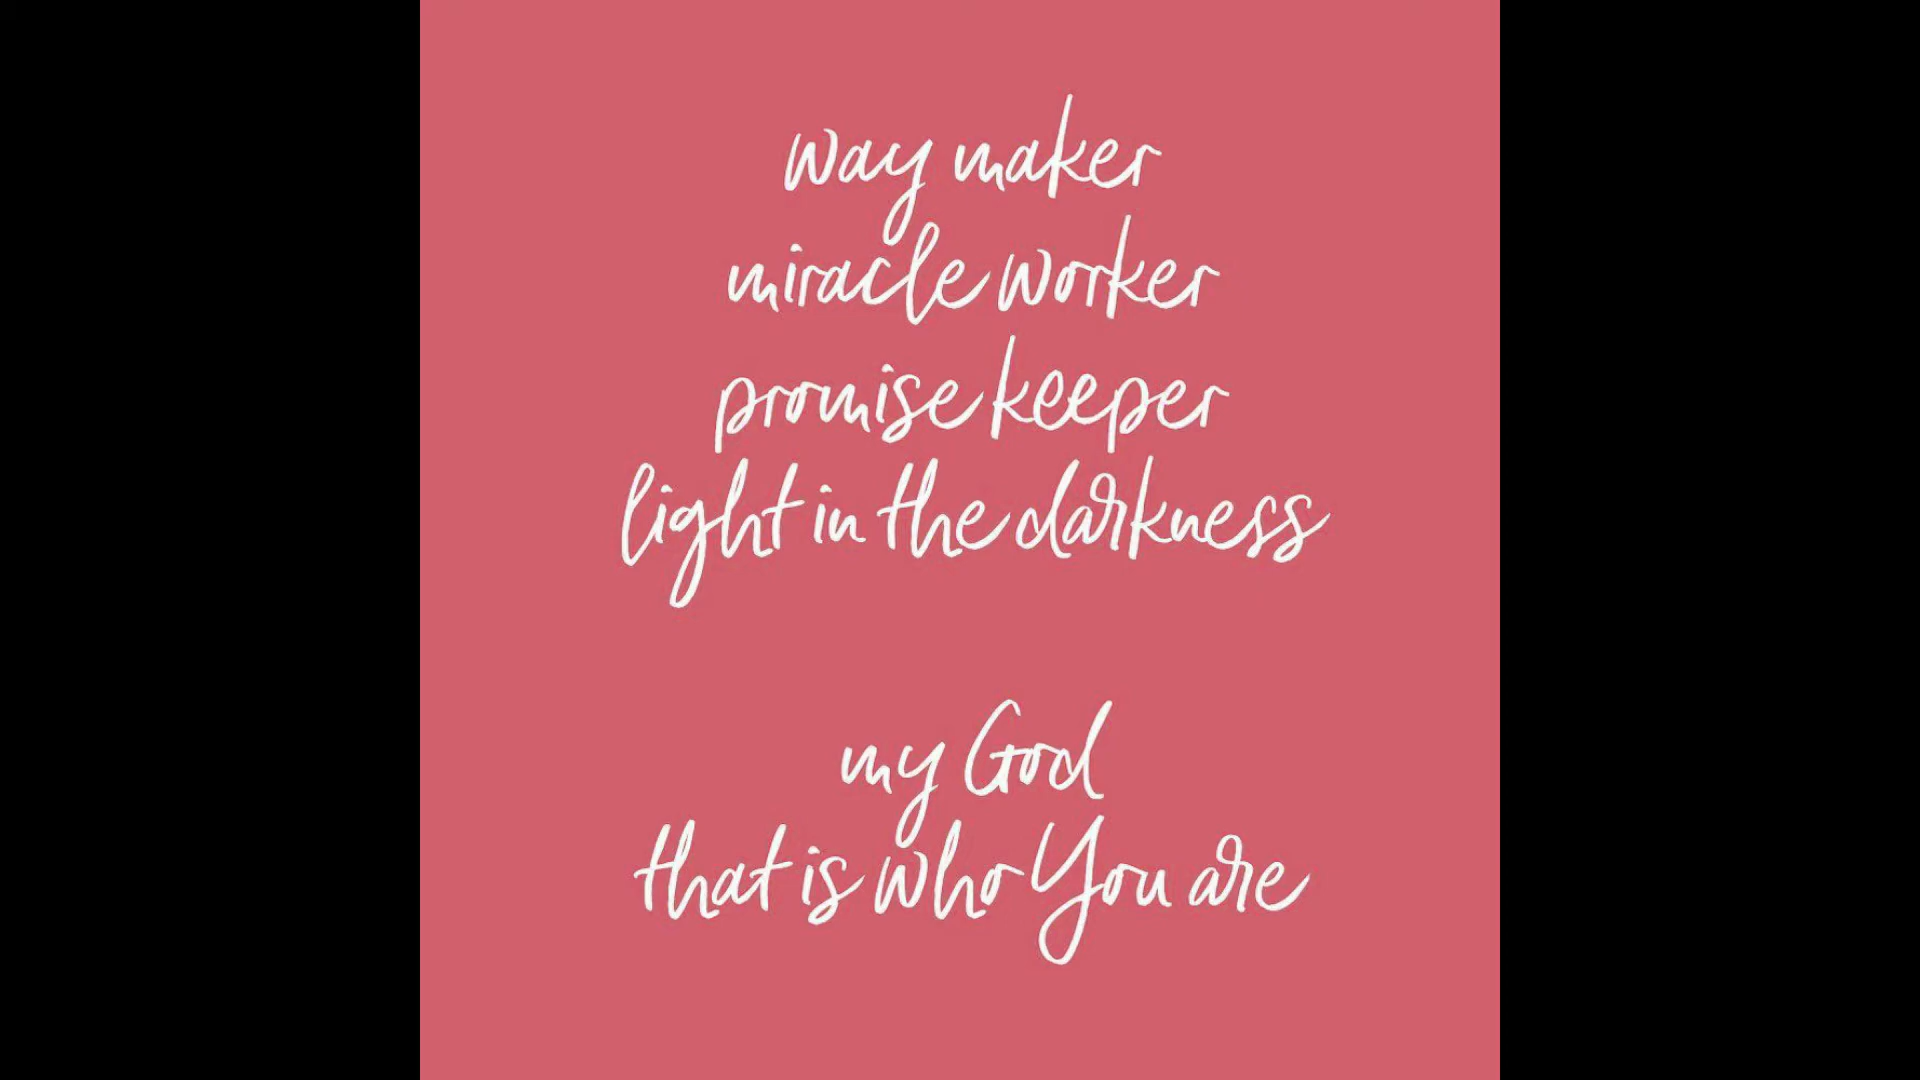 way maker
miracle worker
promise keeper
light in the darkness
my God
that is who You are